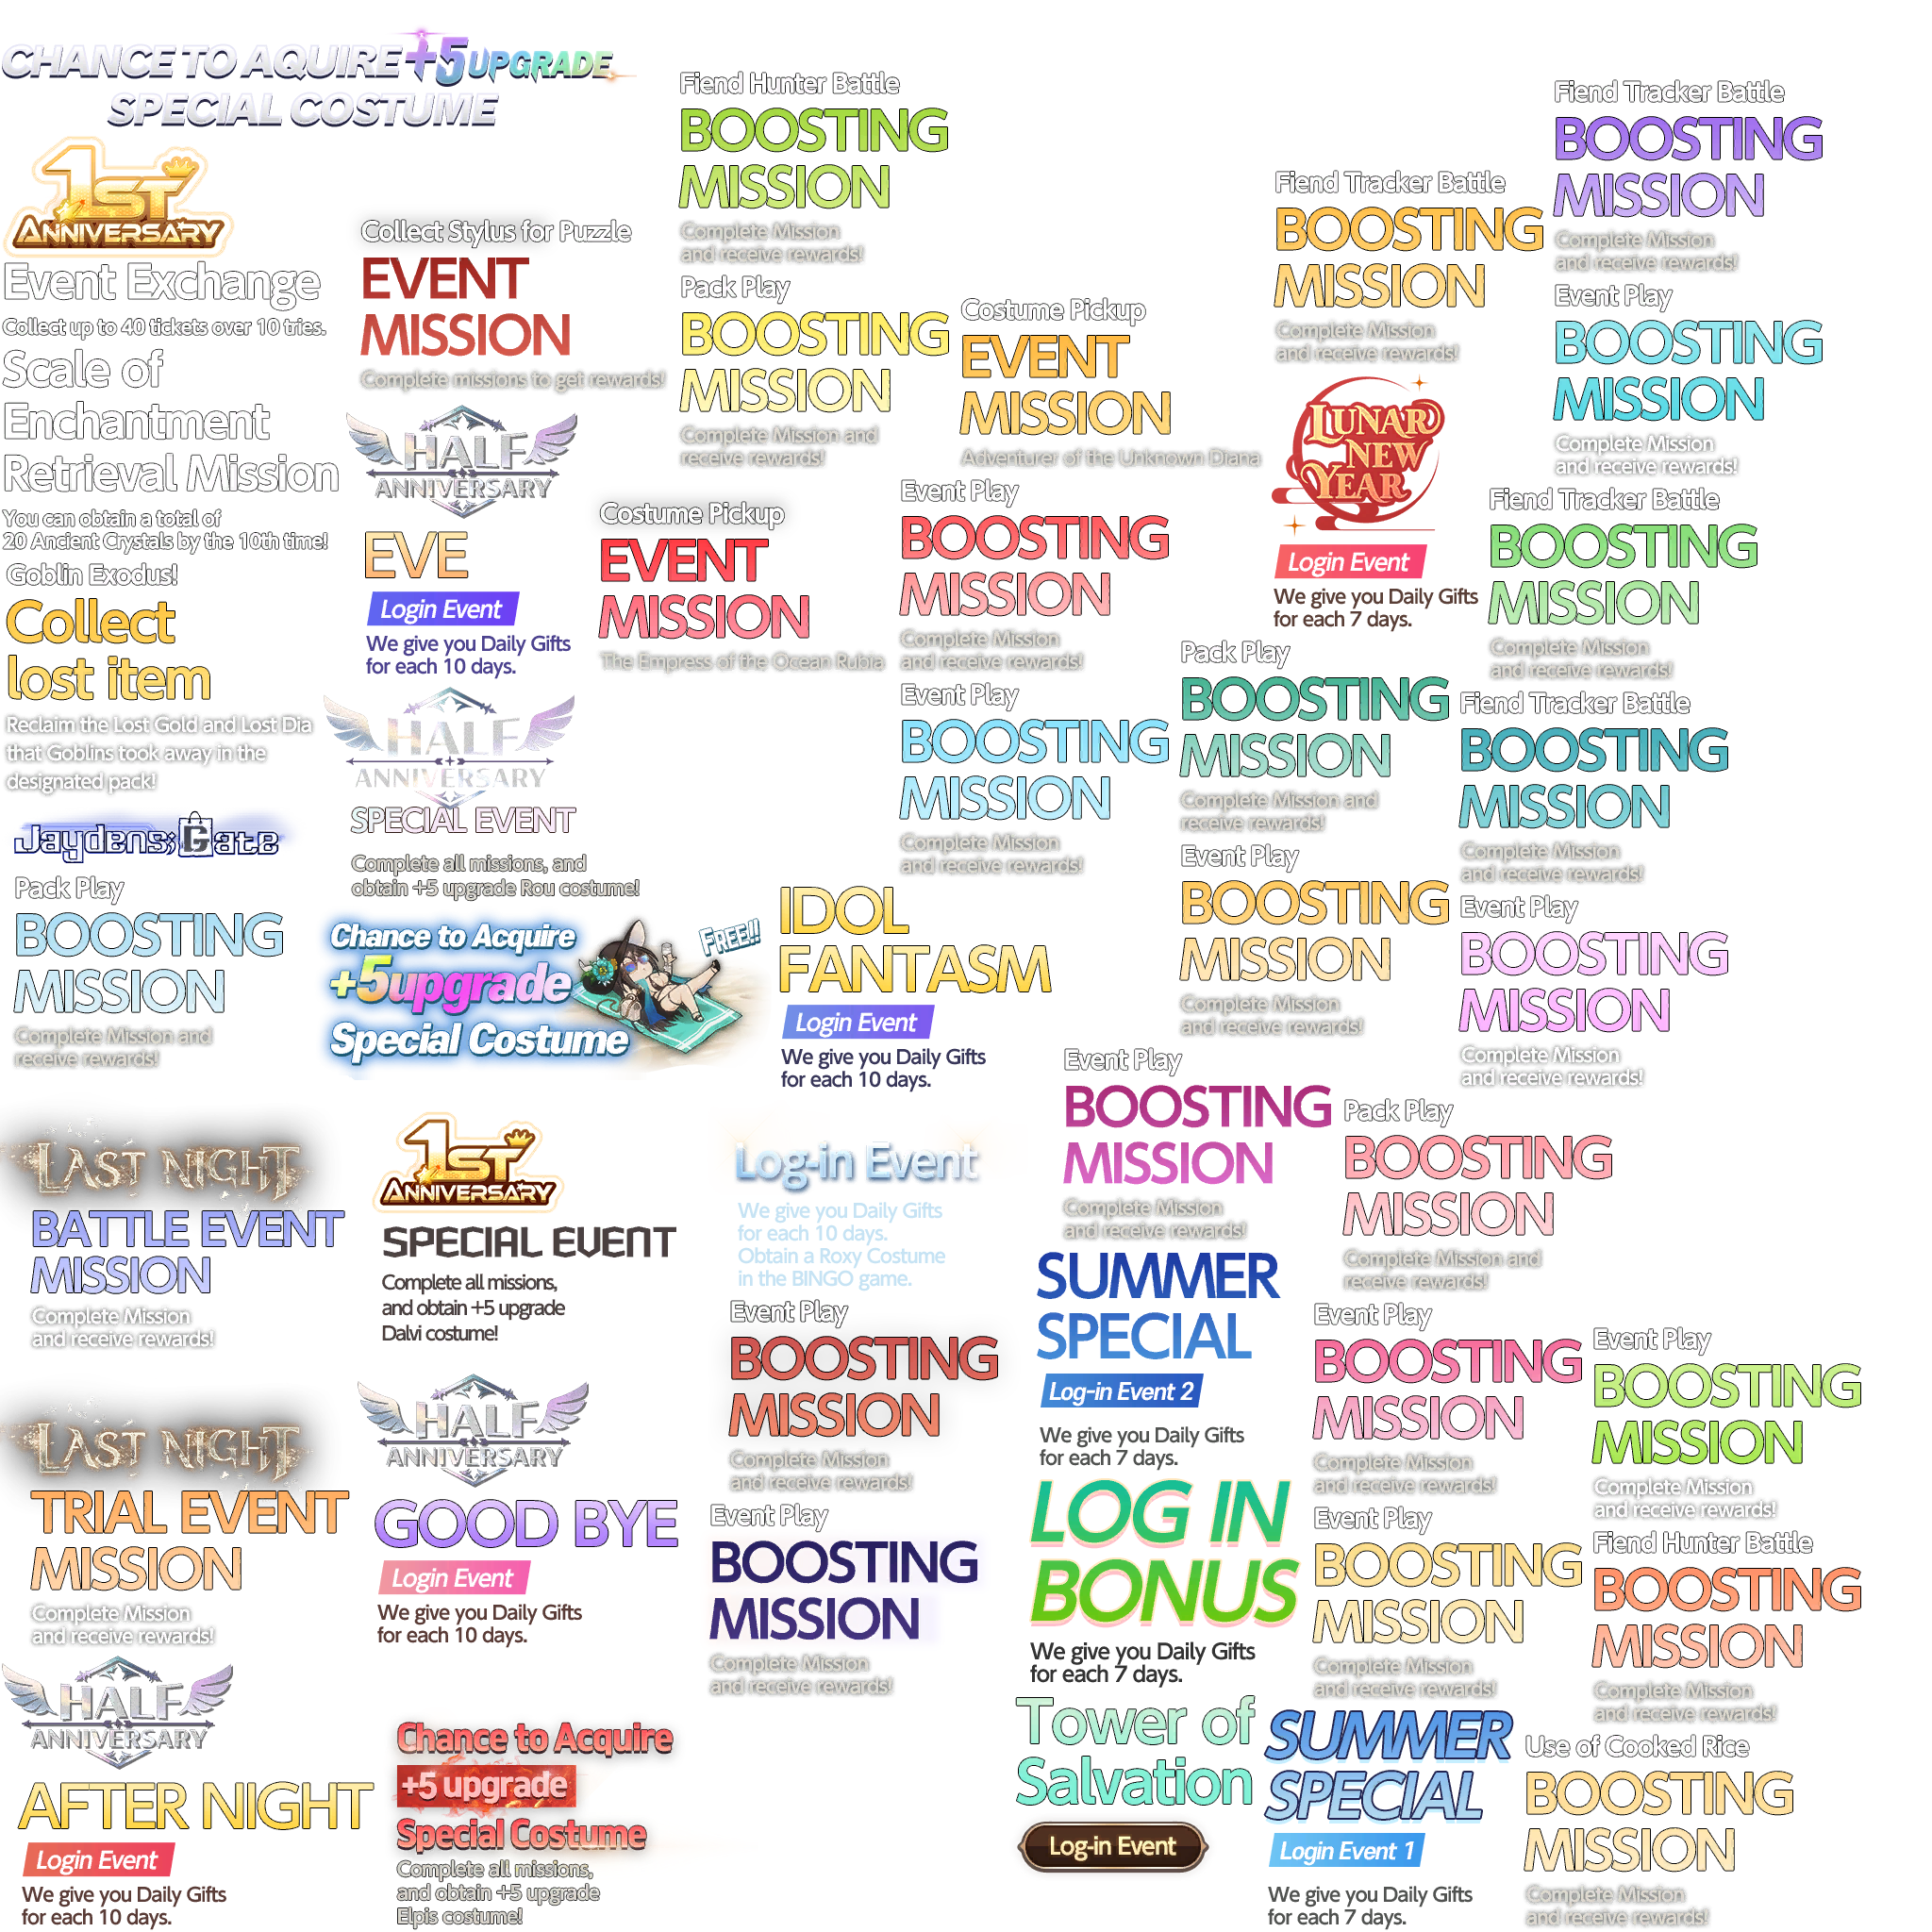 CHANCE TO AQUIRE +5 UPGRADE
SPECIAL COSTUME
1ST
ANNIVERSARY
Event Exchange
Collect up to 40 tickets over 10 tries.
Scale of
Enchantment
Retrieval Mission
You can obtain a total of
20 Ancient Crystals by the 10th time!
Goblin Exodus!
Collect
lost item
Reclaim the Lost Gold and Lost Dia
that Goblins took away in the
designated pack!
Jaydens;Gate
Pack Play
BOOSTING
MISSION
Complete Mission and
receive rewards!
LAST NIGHT
BATTLE EVENT
MISSION
Complete Mission
and receive rewards!
LAST NIGHT
TRIAL EVENT
MISSION
Complete Mission
and receive rewards!
HALF
ANNIVERSARY
AFTER NIGHT
Login Event
We give you Daily Gifts
for each 10 days.
Collect Stylus for Puzzle
EVENT
MISSION
Complete missions to get rewards!
HALF
ANNIVERSARY
EVE
Login Event
We give you Daily Gifts
for each 10 days.
HALF
ANNIVERSARY
SPECIAL EVENT
Complete all missions, and
obtain +5 upgrade Rou costume!
Chance to Acquire
+5upgrade
Special Costume
FREE!!
1ST
ANNIVERSARY
SPECIAL EVENT
Complete all missions,
and obtain +5 upgrade
Dalvi costume!
HALF
ANNIVERSARY
GOOD BYE
Login Event
We give you Daily Gifts
for each 10 days.
Chance to Acquire
+5 upgrade
Special Costume
Complete all missions,
and obtain +5 upgrade
Elpis costume!
Fiend Hunter Battle
BOOSTING
MISSION
Complete Mission
and receive rewards!
Pack Play
BOOSTING
MISSION
Complete Mission and
receive rewards!
Costume Pickup
EVENT
MISSION
The Empress of the Ocean Rubia
IDOL
FANTASM
Login Event
We give you Daily Gifts
for each 10 days.
Log-in Event
We give you Daily Gifts
for each 10 days.
Obtain a Roxy Costume
in the BINGO game.
Event Play
BOOSTING
MISSION
Complete Mission
and receive rewards!
Event Play
BOOSTING
MISSION
Complete Mission
and receive rewards!
Costume Pickup
EVENT
MISSION
Adventurer of the Unknown Diana
Event Play
BOOSTING
MISSION
Complete Mission
and receive rewards!
Event Play
BOOSTING
MISSION
Complete Mission
and receive rewards!
Event Play
BOOSTING
MISSION
Complete Mission
and receive rewards!
SUMMER
SPECIAL
Log-in Event 2
We give you Daily Gifts
for each 7 days.
LOG IN
BONUS
We give you Daily Gifts
for each 7 days.
Tower of
Salvation
Log-in Event
Fiend Tracker Battle
BOOSTING
MISSION
Complete Mission
and receive rewards!
LUNAR
NEW
YEAR
Login Event
We give you Daily Gifts
for each 7 days.
Pack Play
BOOSTING
MISSION
Complete Mission and
receive rewards!
Event Play
BOOSTING
MISSION
Complete Mission
and receive rewards!
Pack Play
BOOSTING
MISSION
Complete Mission and
receive rewards!
Event Play
BOOSTING
MISSION
Complete Mission
and receive rewards!
Event Play
BOOSTING
MISSION
Complete Mission
and receive rewards!
SUMMER
SPECIAL
Login Event 1
We give you Daily Gifts
for each 7 days.
Fiend Tracker Battle
BOOSTING
MISSION
Complete Mission
and receive rewards!
Event Play
BOOSTING
MISSION
Complete Mission
and receive rewards!
Fiend Tracker Battle
BOOSTING
MISSION
Complete Mission
and receive rewards!
Fiend Tracker Battle
BOOSTING
MISSION
Complete Mission
and receive rewards!
Event Play
BOOSTING
MISSION
Complete Mission
and receive rewards!
Event Play
BOOSTING
MISSION
Complete Mission
and receive rewards!
Fiend Hunter Battle
BOOSTING
MISSION
Complete Mission
and receive rewards!
Use of Cooked Rice
BOOSTING
MISSION
Complete Mission
and receive rewards!